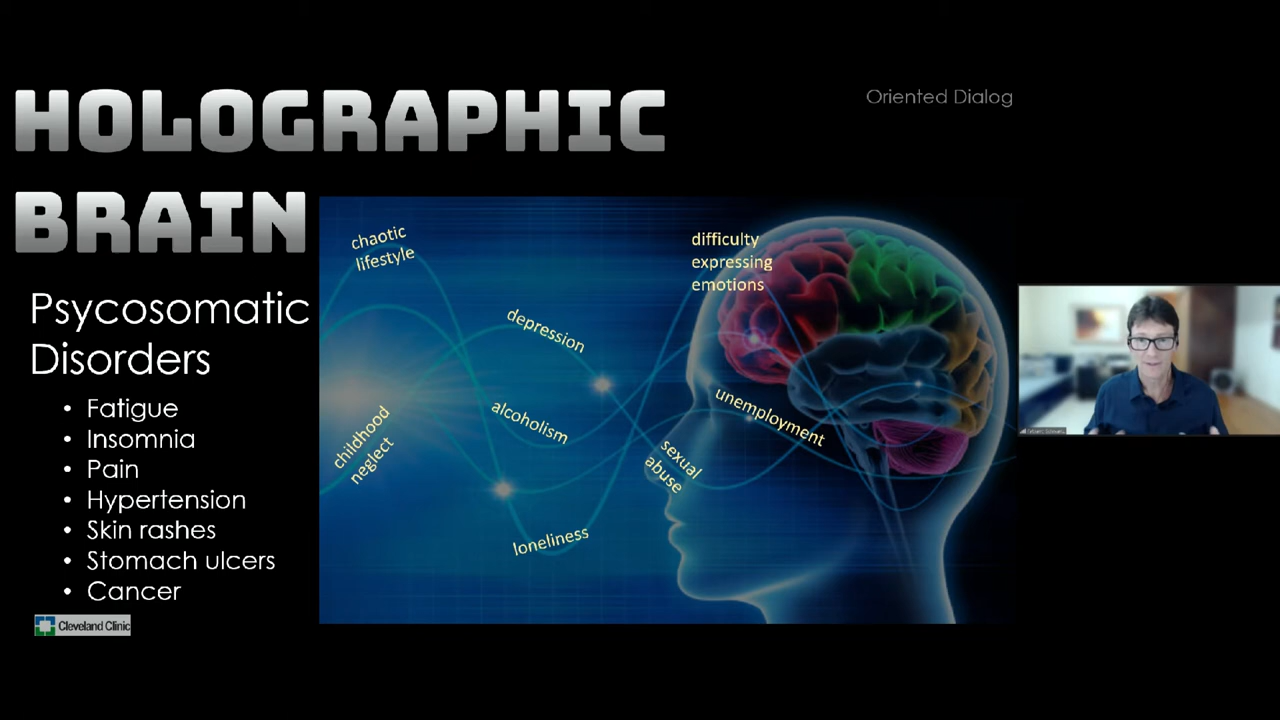 HOLOGRAPHIC
BRAIN
Oriented Dialog
Psycosomatic
Disorders
• Fatigue
• Insomnia
• Pain
• Hypertension
• Skin rashes
• Stomach ulcers
• Cancer
Cleveland Clinic
chaotic
lifestyle
difficulty
expressing
emotions
depression
alcoholism
unemployment
childhood
neglect
sexual
abuse
loneliness